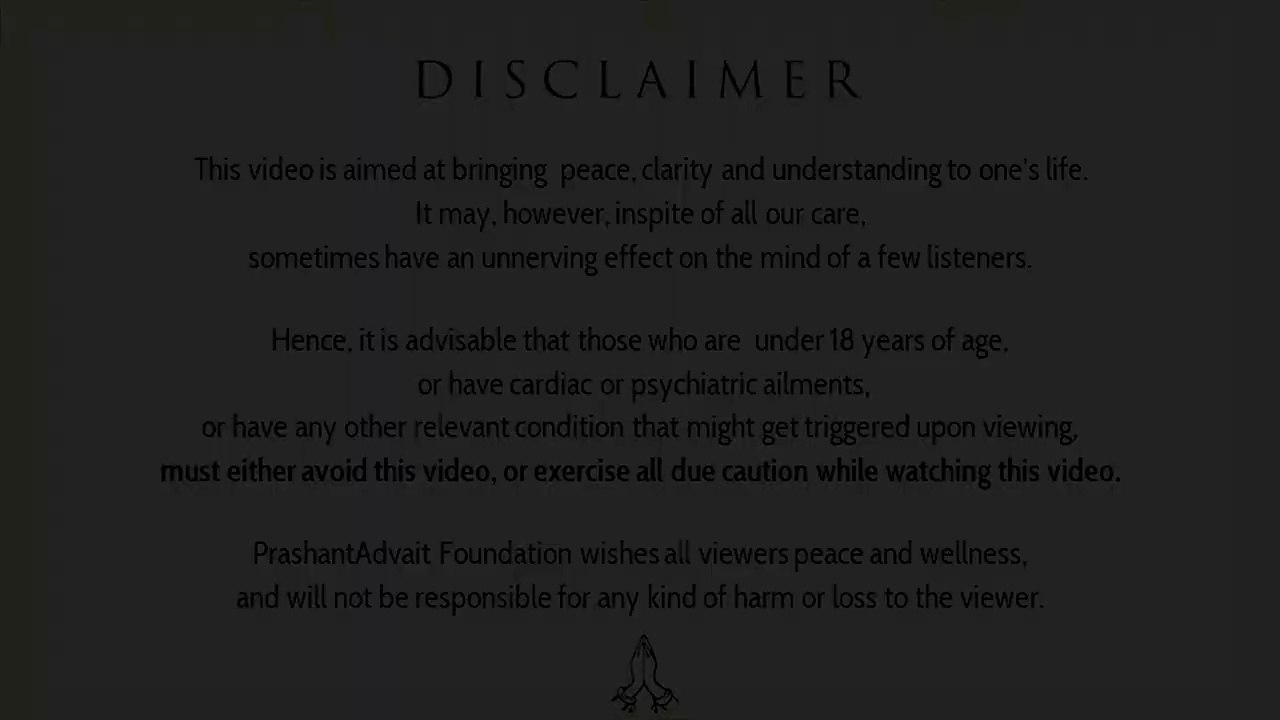 DISCLAIMER
This video is aimed at bringing peace, clarity and understanding to one's life.
It may, however, inspite of all our care,
sometimes have an unnerving effect on the mind of a few listeners.
Hence, it is advisable that those who are under 18 years of age,
or have cardiac or psychiatric ailments,
or have any other relevant condition that might get triggered upon viewing,
must either avoid this video, or exercise all due caution while watching this video.
PrashantAdvait Foundation wishes all viewers peace and wellness,
and will not be responsible for any kind of harm or loss to the viewer.